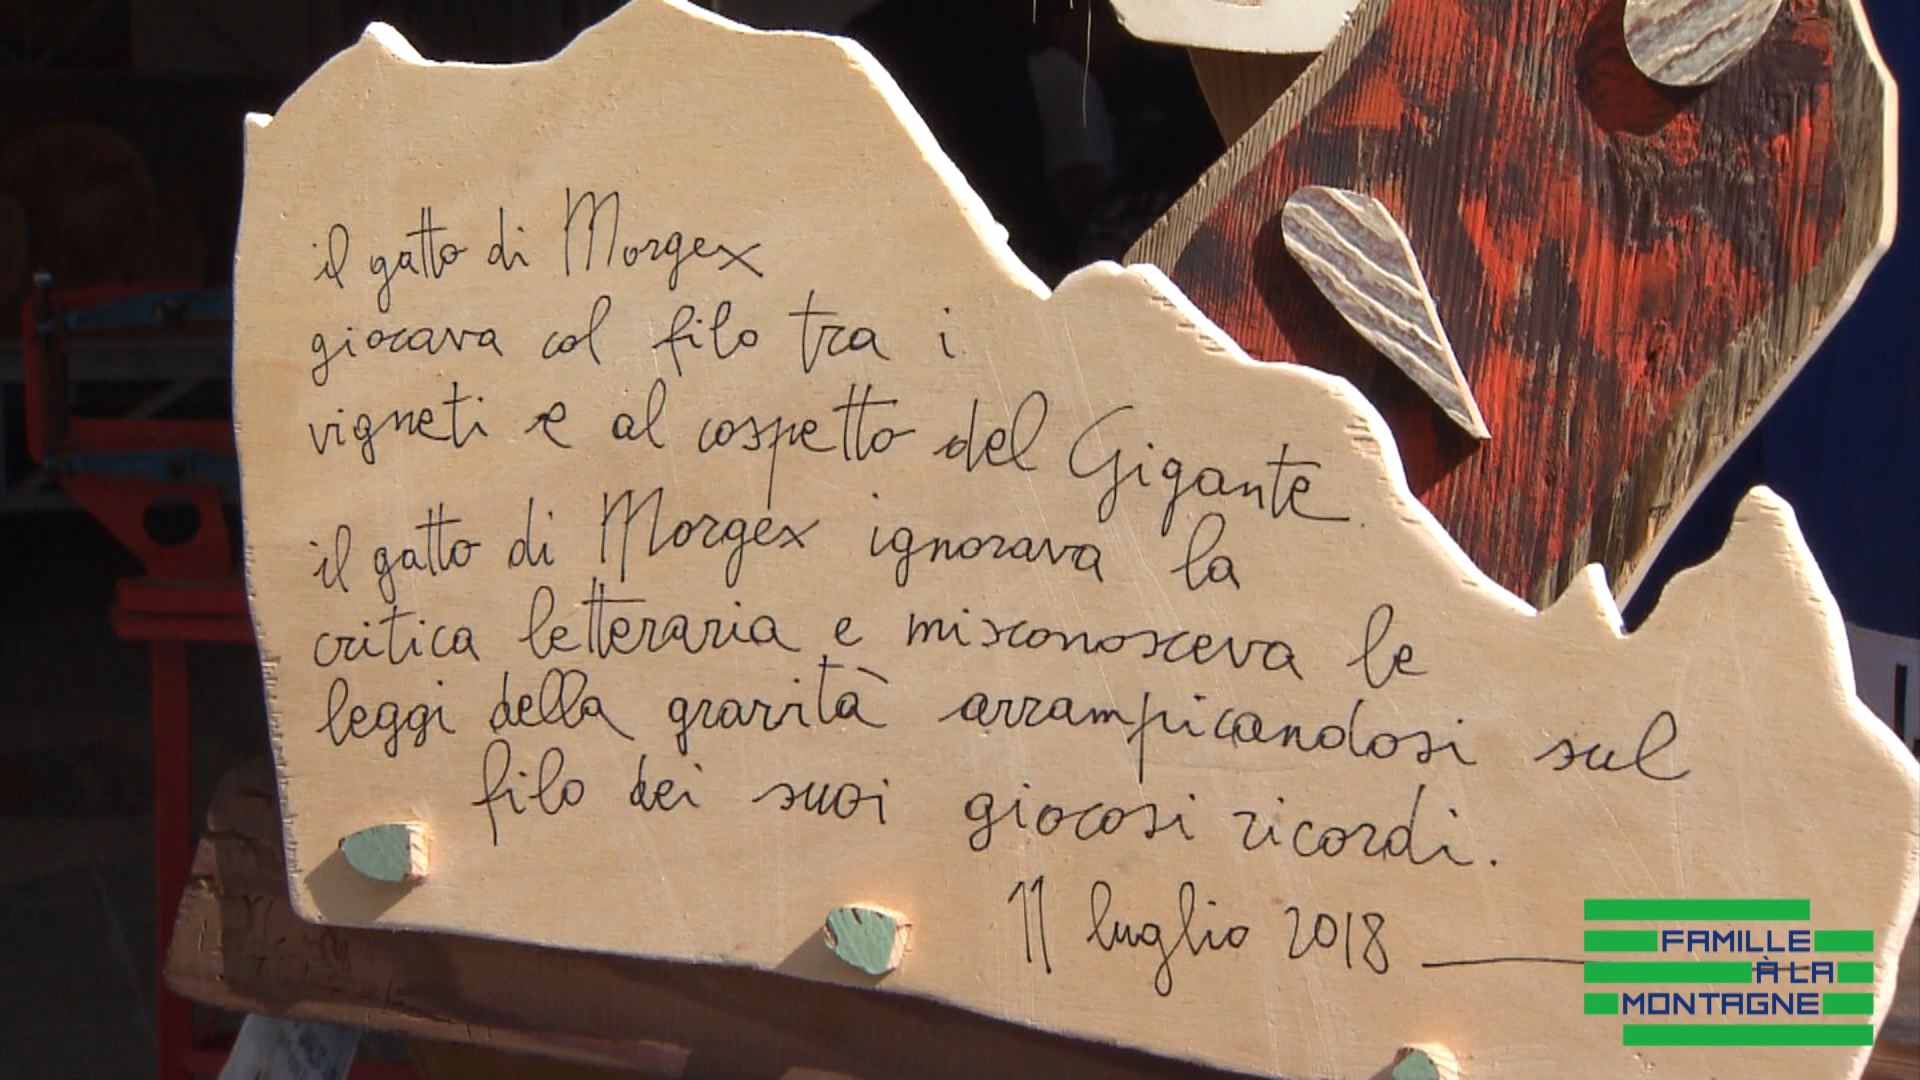 il gatto di Morgex
giocava col filo tra i
vigneti e al cospetto del Gigante.
il gatto di Morgex ignorava la
critica letteraria e misconosceva le
leggi della gravità arrampicandosi sul
filo dei suoi giocosi ricordi.
11 luglio 2018
FAMILLE
À LA
MONTAGNE